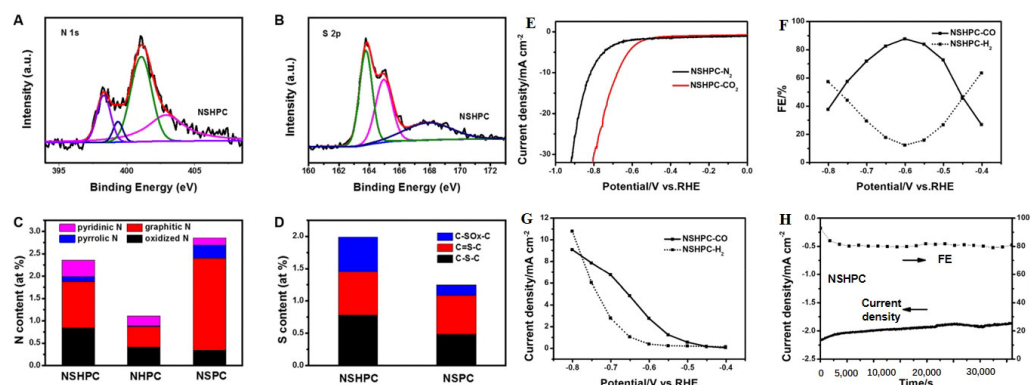 A
N 1s
NSHPC
Intensity (a.u.)
395 400 405
Binding Energy (eV)
B
S 2p
NSHPC
Intensity (a.u.)
160 162 164 166 168 170 172
Binding Energy (eV)
E
Current density/mA cm-2
0
-10
-20
-30
NSHPC-N2
NSHPC-CO2
-1.0 -0.8 -0.6 -0.4 -0.2 0.0
Potential/V vs.RHE
F
FE/%
100
80
60
40
20
0
NSHPC-CO
NSHPC-H2
-0.8 -0.7 -0.6 -0.5 -0.4
Potential/V vs.RHE
C
N content (at %)
3.0
2.5
2.0
1.5
1.0
0.5
0.0
pyridinic N graphitic N
pyrrolic N oxidized N
NSHPC NHPC NSPC
D
S content (at %)
2.0
1.5
1.0
0.5
0.0
C-SOx-C
C=S-C
C-S-C
NSHPC NSPC
G
Current density/mA cm-2
12
10
8
6
4
2
0
NSHPC-CO
NSHPC-H2
-0.8 -0.7 -0.6 -0.5 -0.4
Potential/V vs.RHE
H
Current density/mA cm-2
0.0
-0.5
-1.0
-1.5
-2.0
-2.5
FE
NSHPC
Current
density
100
80
60
40
20
0
0 5,000 10,000 20,000 30,000
Time/s